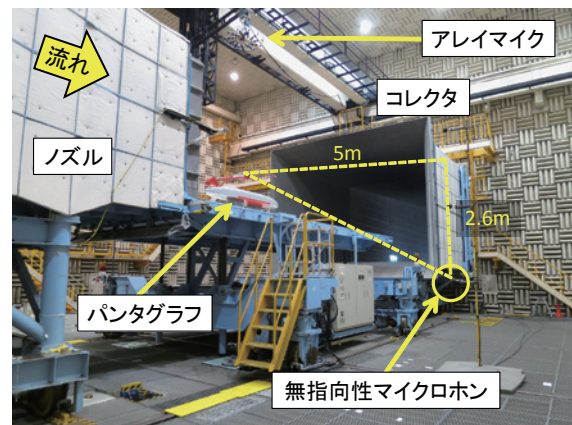 アレイマイク
流れ
コレクタ
ノズル
5m
2.6m
パンタグラフ
無指向性マイクロホン